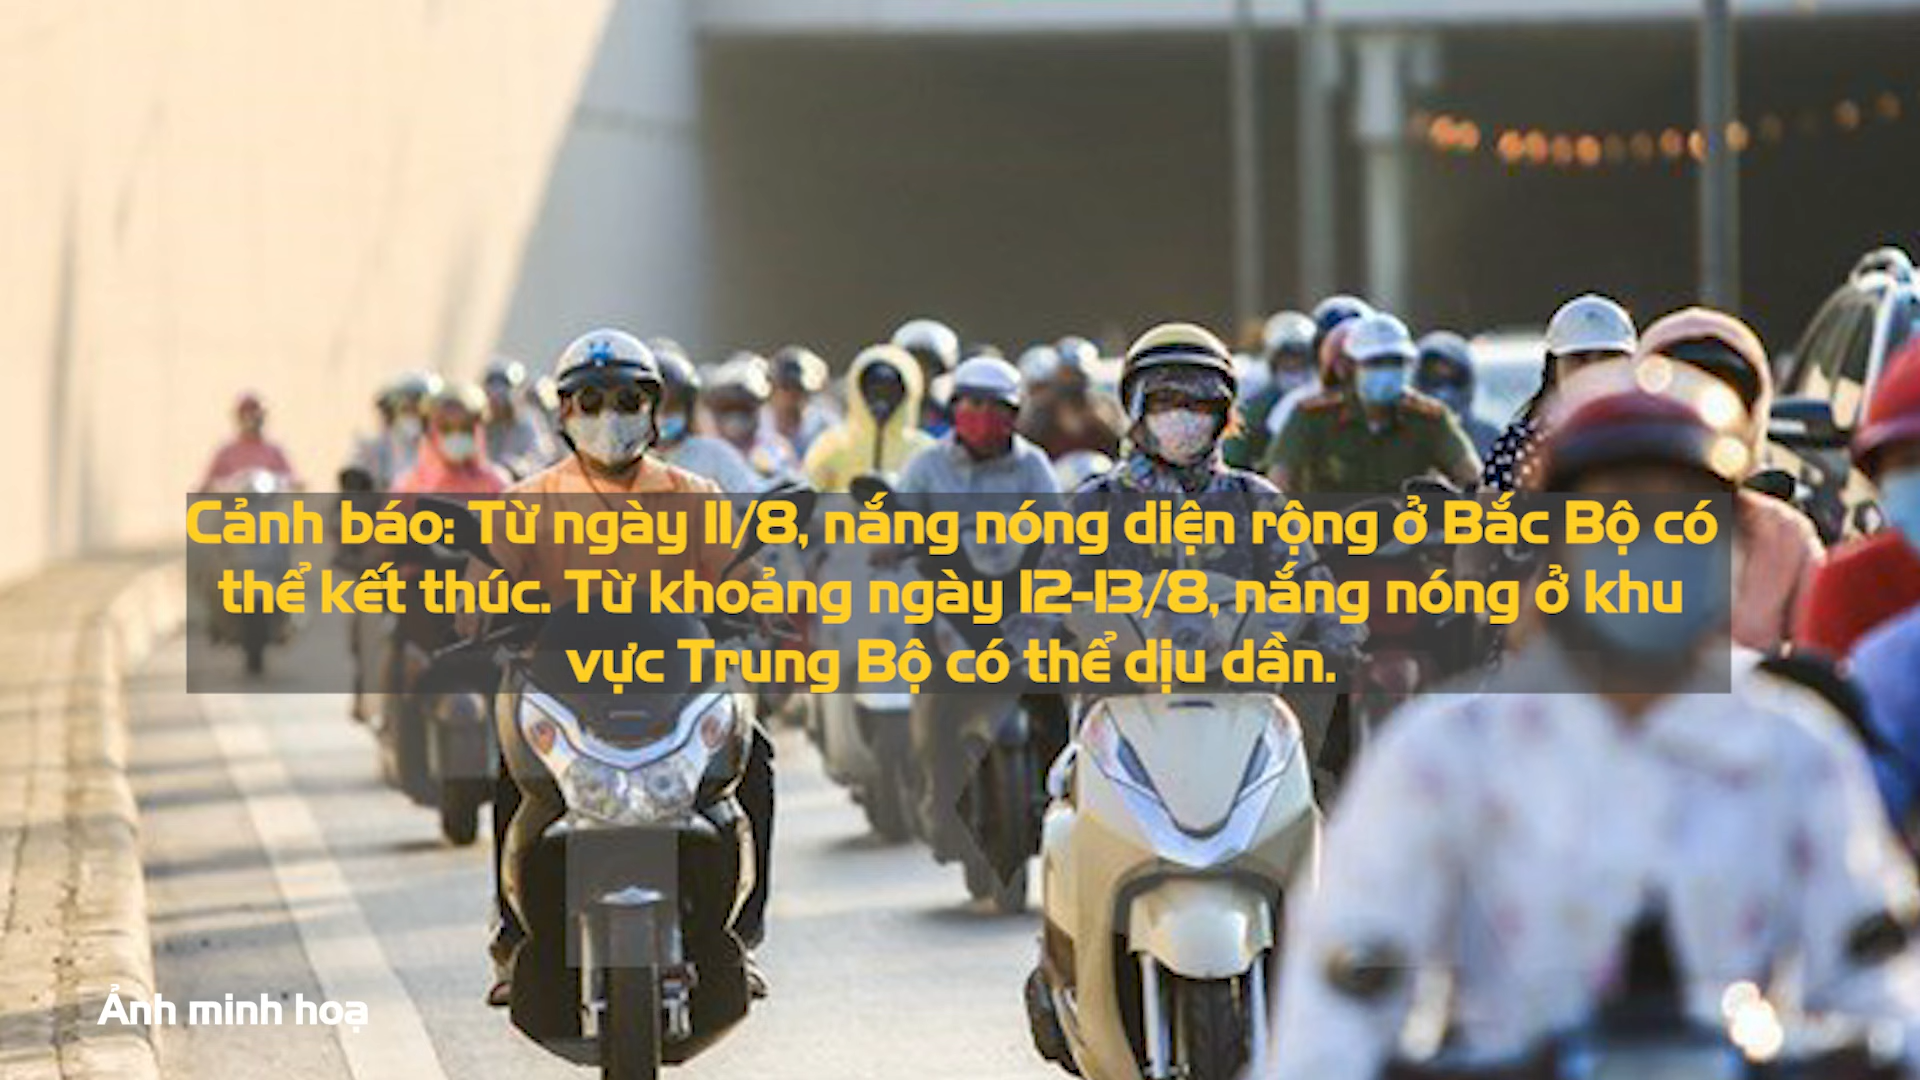 Cảnh báo: Từ ngày 11/8, nắng nóng diện rộng ở Bắc Bộ có
thể kết thúc. Từ khoảng ngày 12-13/8, nắng nóng ở khu
vực Trung Bộ có thể dịu dần.
Ảnh minh hoạ